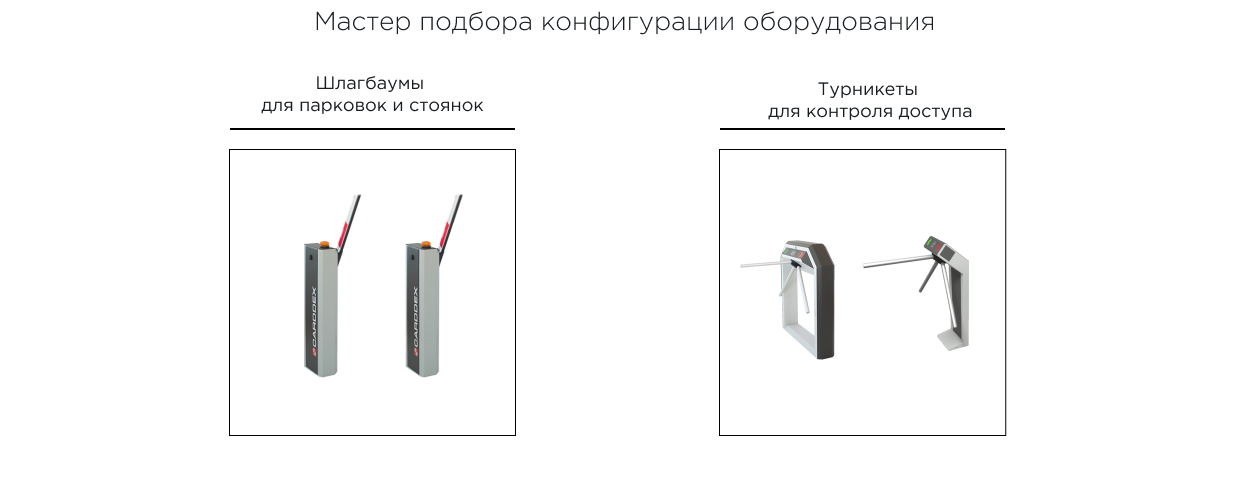 Мастер подбора конфигурации оборудования
Шлагбаумы
для парковок и стоянок
Турникеты
для контроля доступа
CARDDEX
CARDDEX